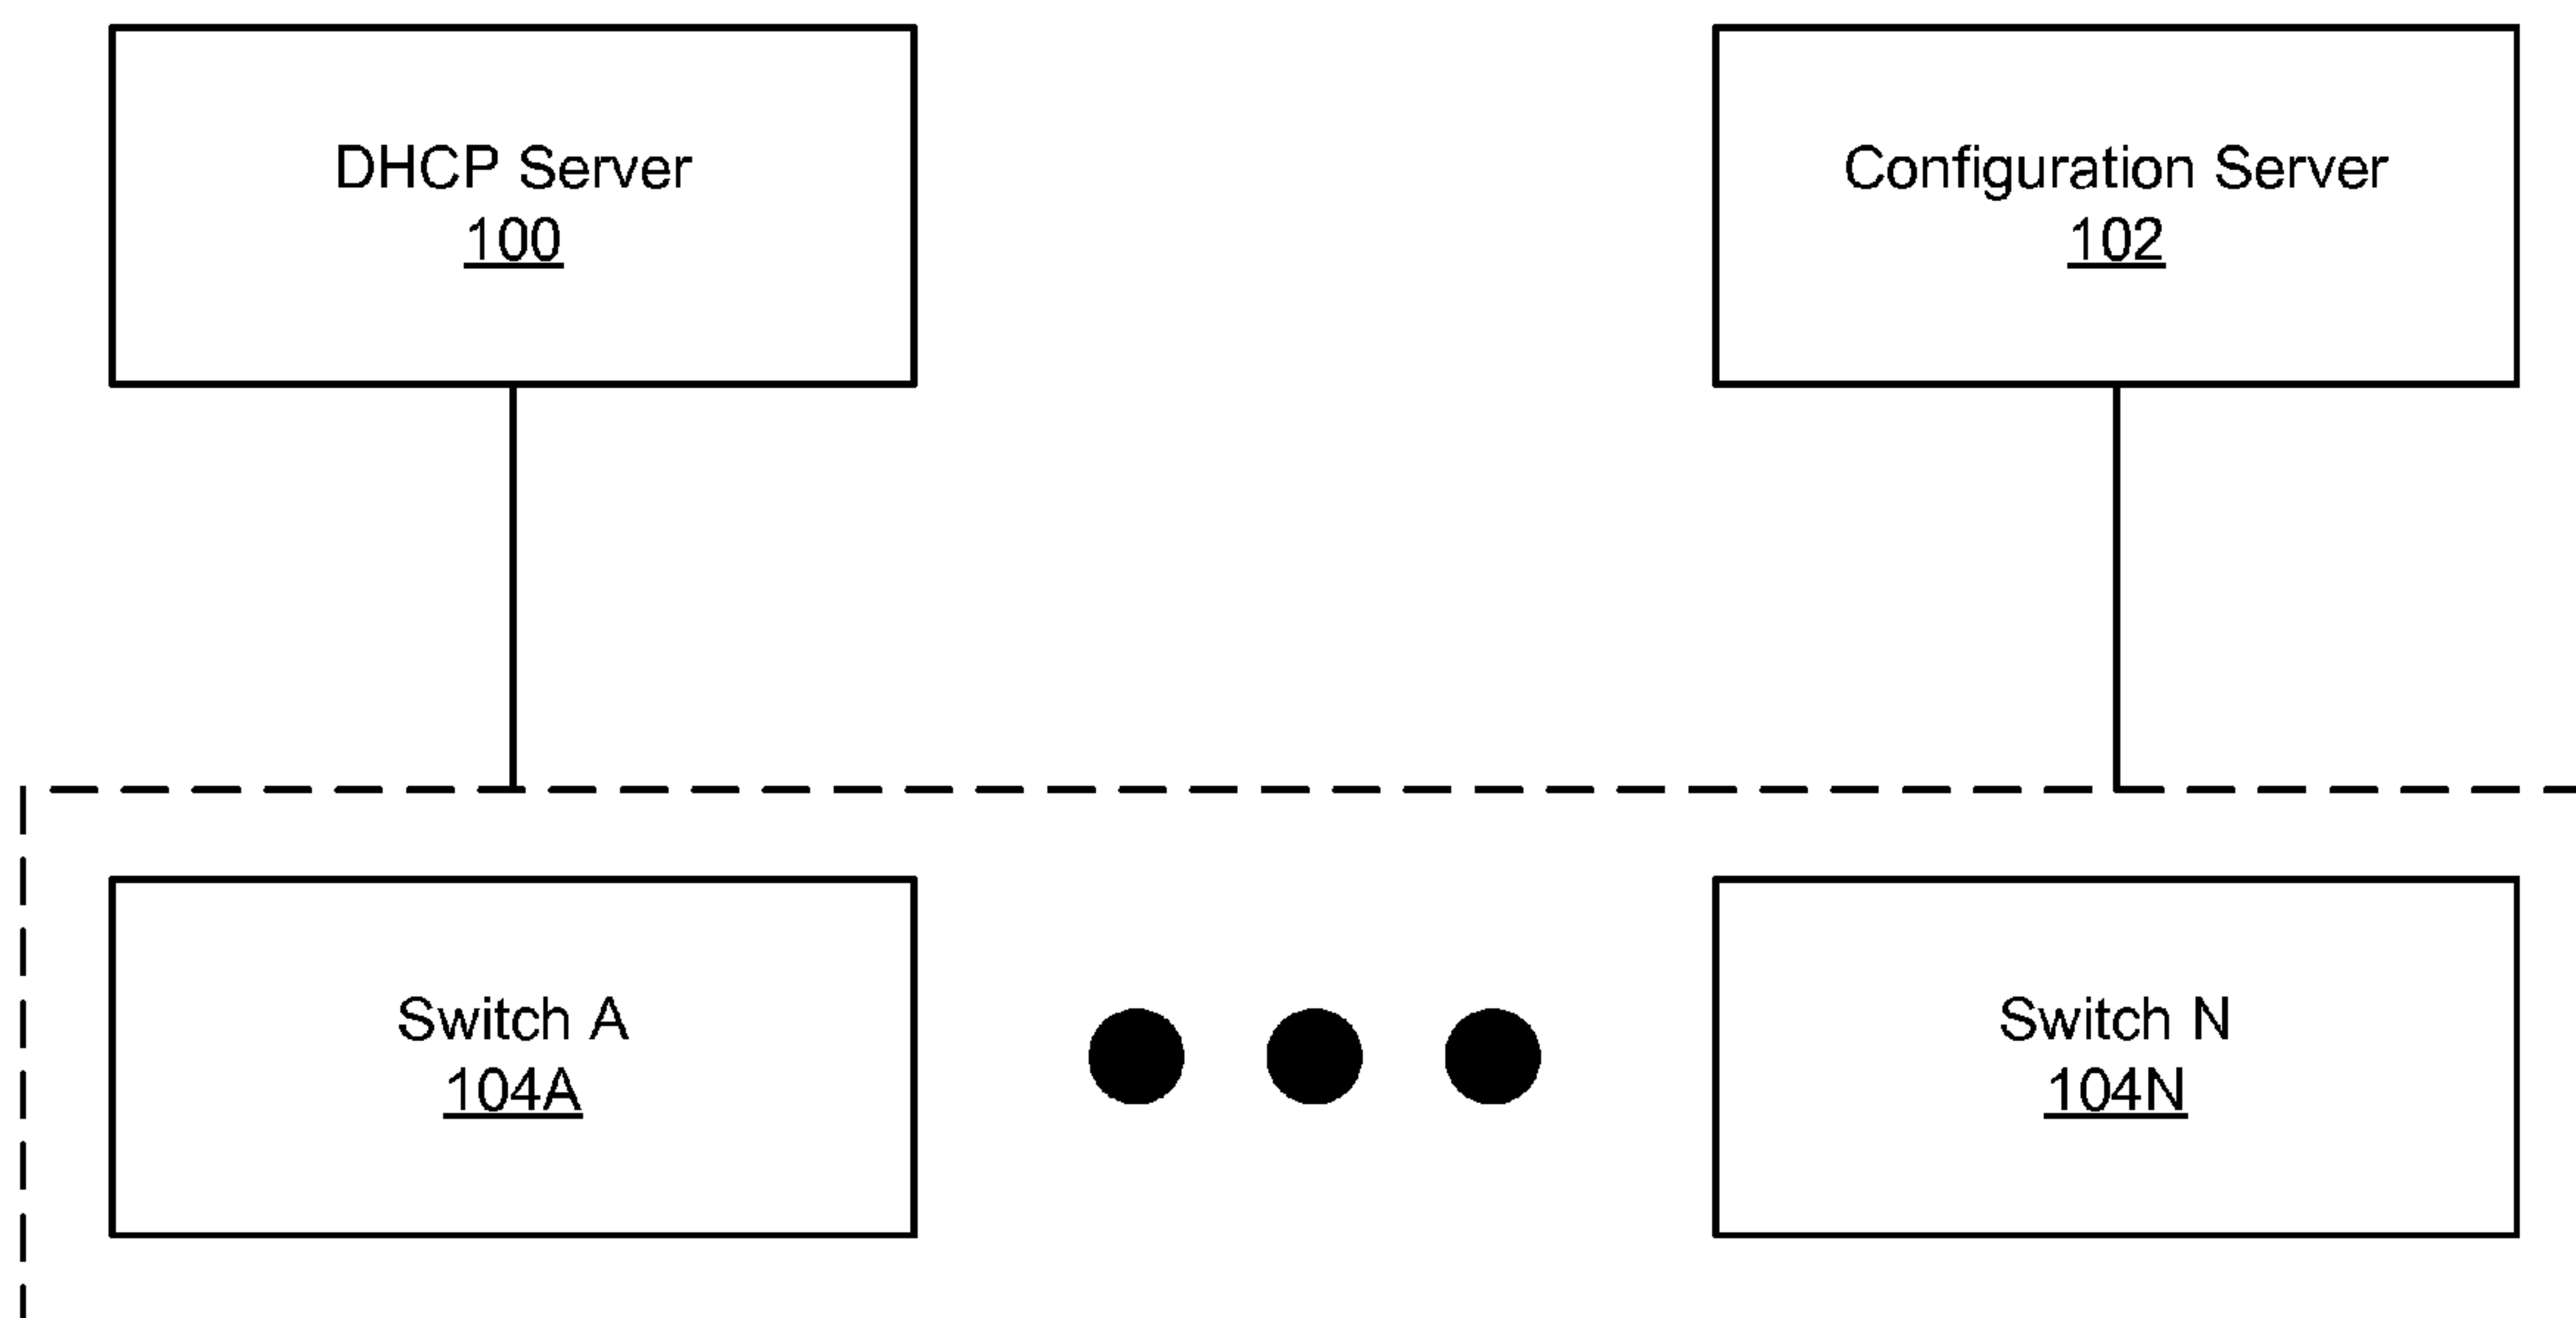 DHCP Server
100
Configuration Server
102
Switch A
104A
Switch N
104N